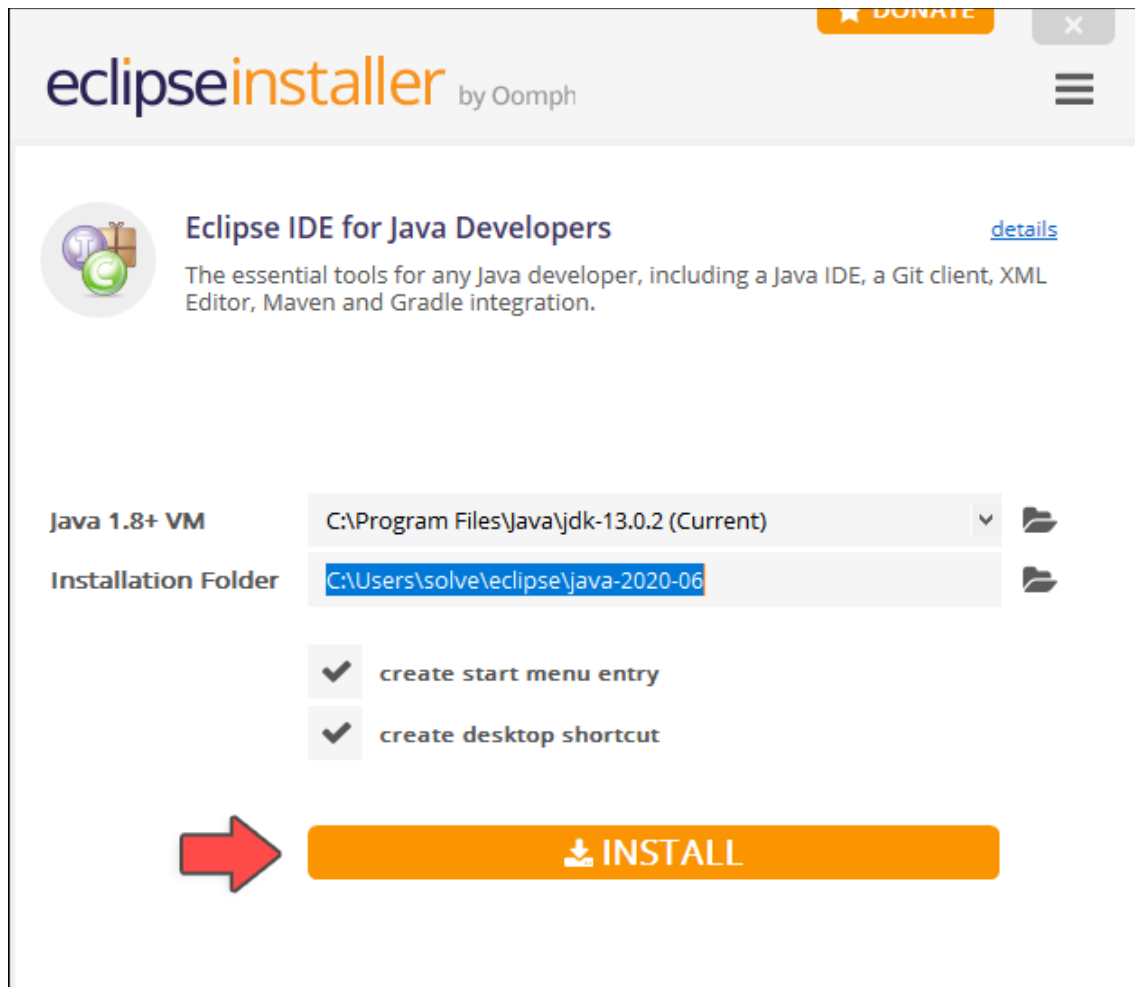 DONATE
eclipseinstaller by Oomph
Eclipse IDE for Java Developers
details
The essential tools for any Java developer, including a Java IDE, a Git client, XML
Editor, Maven and Gradle integration.
Java 1.8+ VM
C:\Program Files\Java\jdk-13.0.2 (Current)
Installation Folder
C:\Users\solve\eclipse\java-2020-06
create start menu entry
create desktop shortcut
INSTALL